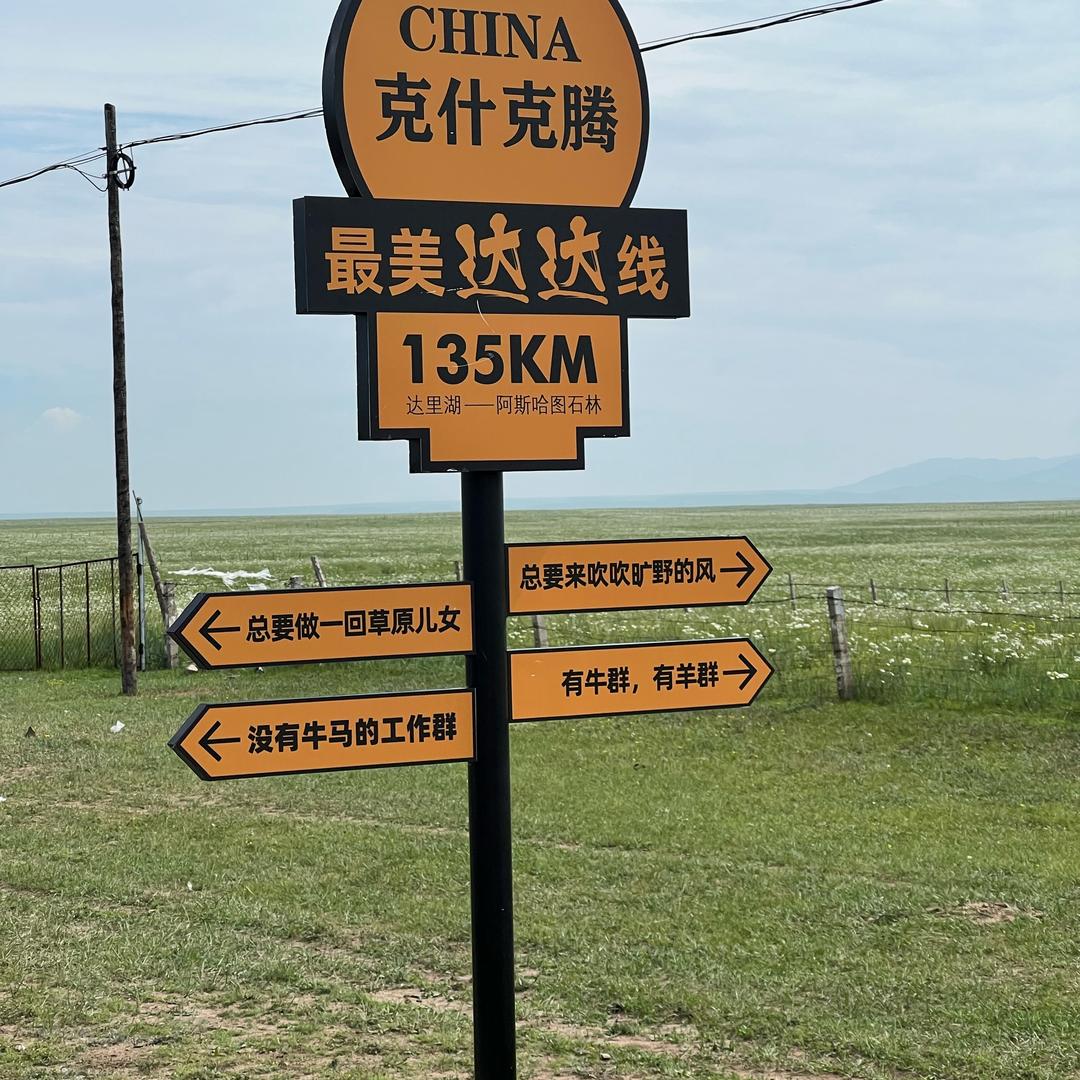 CHINA
克什克腾
最美达达线
135KM
达里湖——阿斯哈图石林
总要来吹吹旷野的风→
←总要做一回草原儿女
有牛群，有羊群→
←没有牛马的工作群